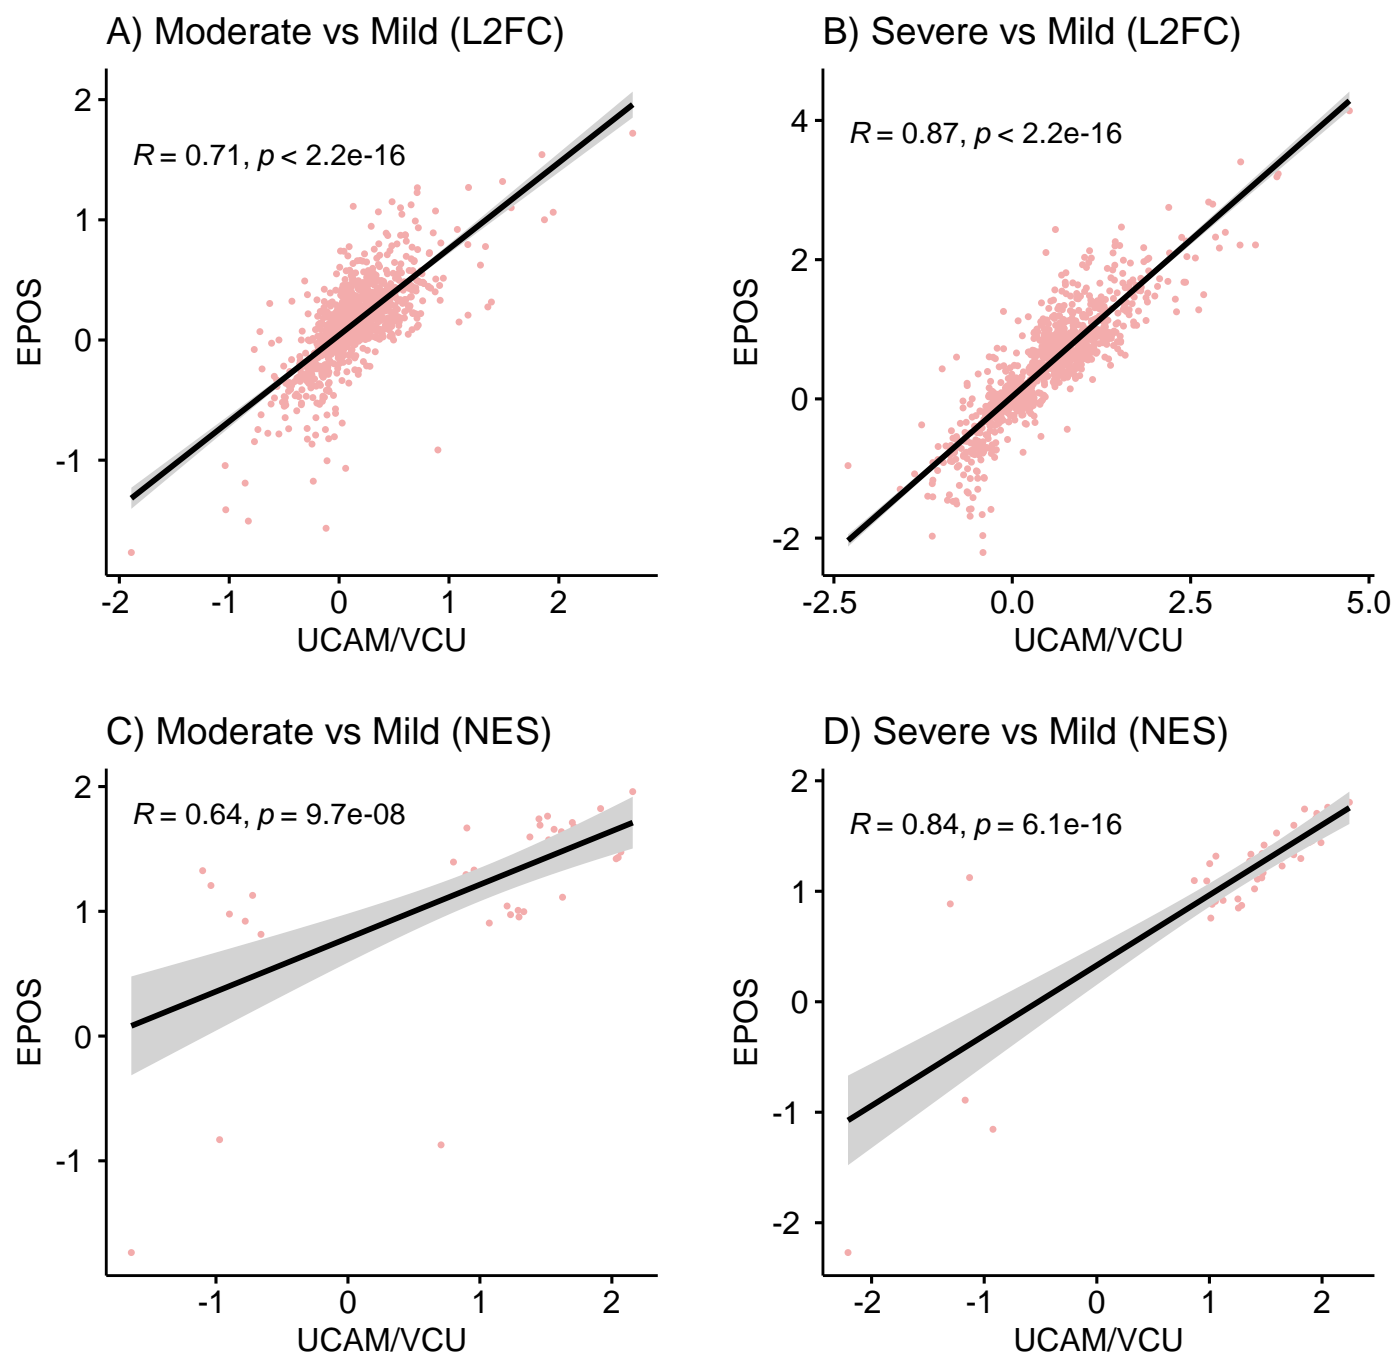 A) Moderate vs Mild (L2FC)
R = 0.71, p < 2.2e-16
2
1
0
-1
EPOS
-2
-1
0
1
2
UCAM/VCU
B) Severe vs Mild (L2FC)
R = 0.87, p < 2.2e-16
4
2
0
-2
EPOS
-2.5
0.0
2.5
5.0
UCAM/VCU
C) Moderate vs Mild (NES)
R = 0.64, p = 9.7e-08
2
1
0
-1
EPOS
-1
0
1
2
UCAM/VCU
D) Severe vs Mild (NES)
R = 0.84, p = 6.1e-16
2
1
0
-1
-2
EPOS
-2
-1
0
1
2
UCAM/VCU